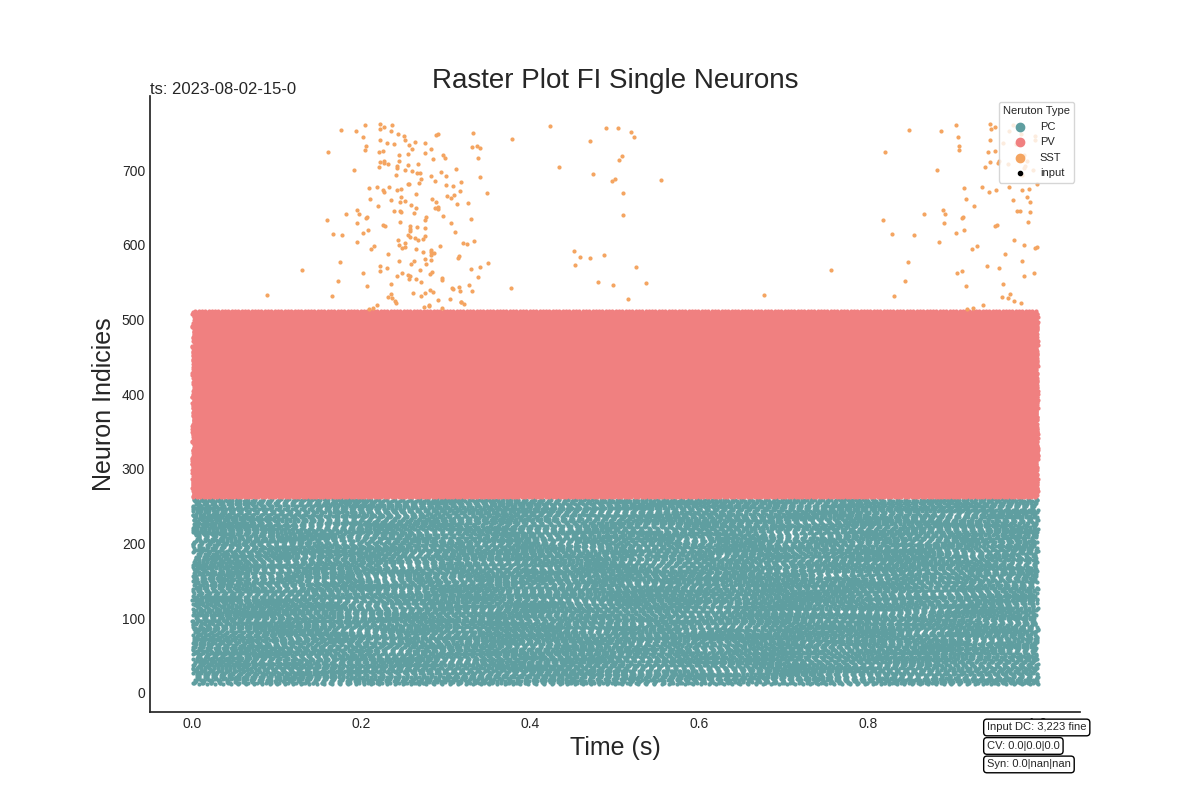 Raster Plot FI Single Neurons
ts: 2023-08-02-15-0
Neruton Type
PC
PV
SST
input
Neuron Indicies
700
600
500
400
300
200
100
0
0.0 0.2 0.4 0.6 0.8
Time (s)
Input DC: 3,223 fine
CV: 0.0|0.0|0.0
Syn: 0.0|nan|nan